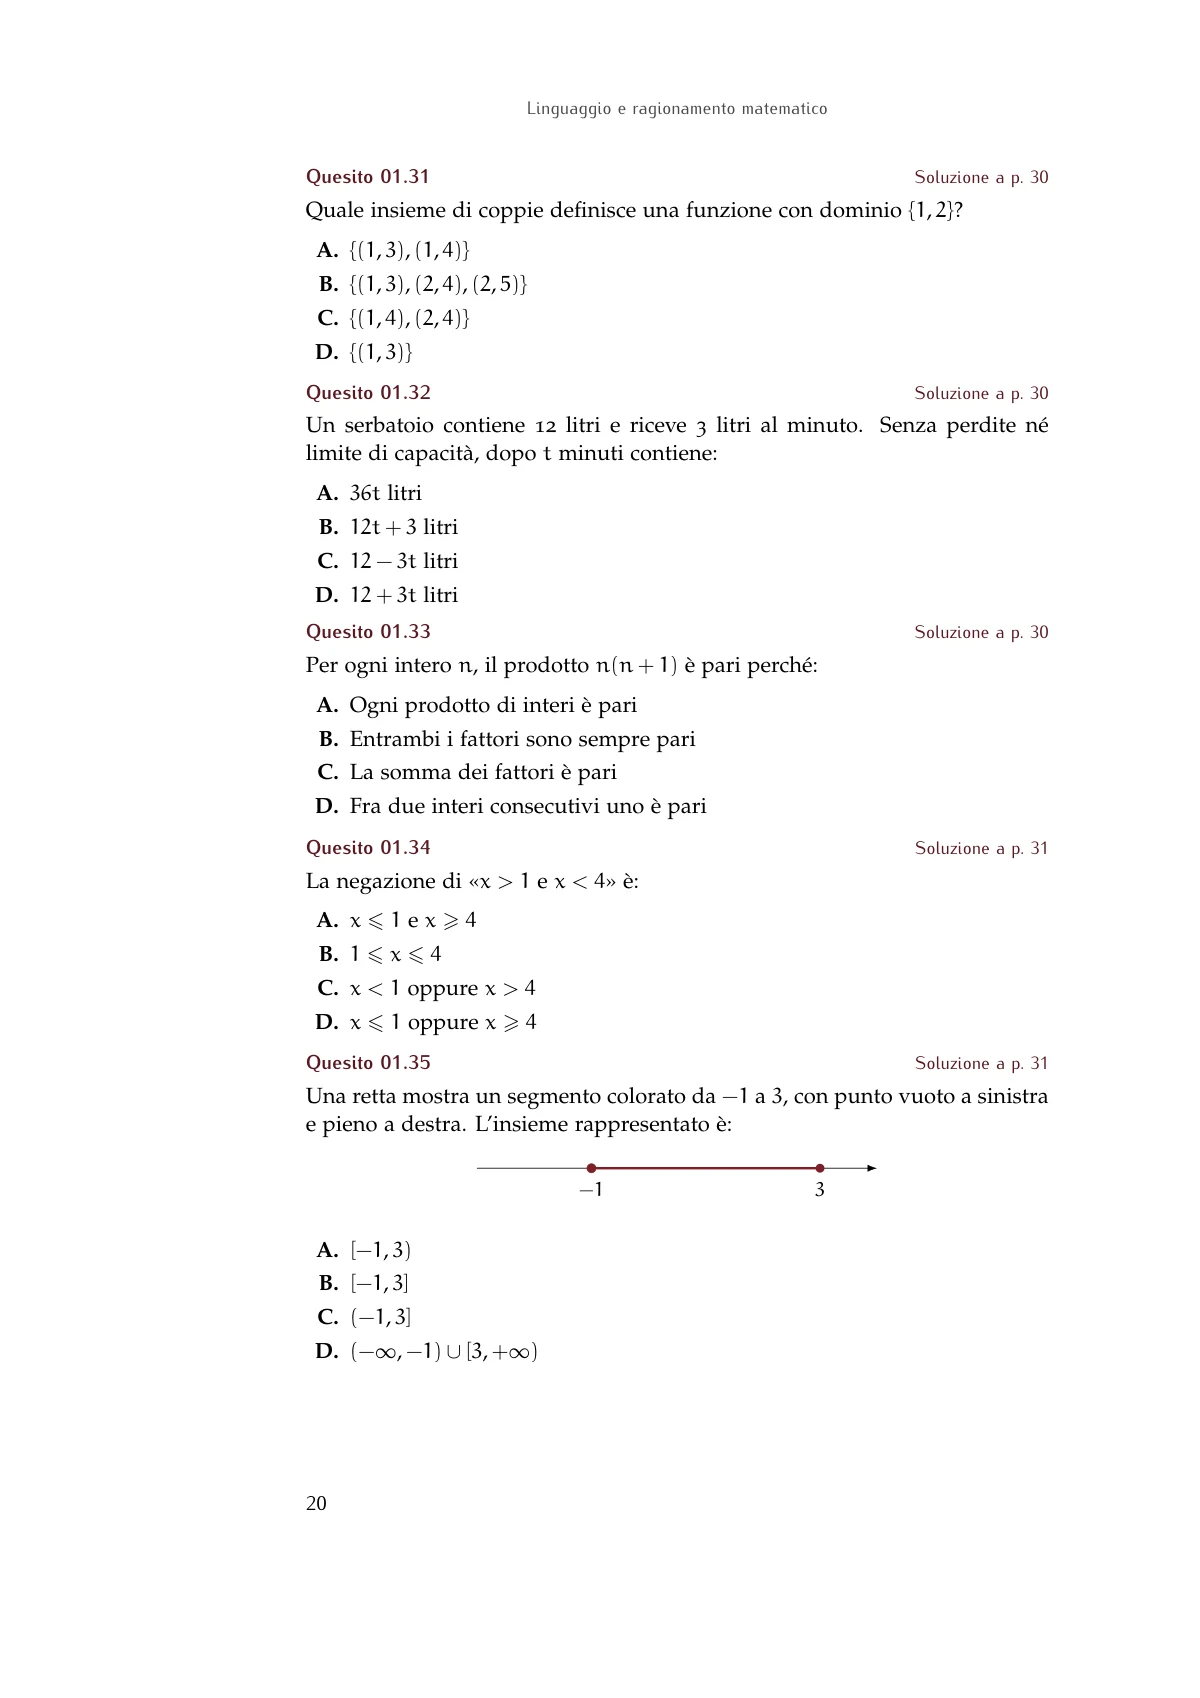 Linguaggio e ragionamento matematico
Quesito 01.31 Soluzione a p. 30
Quale insieme di coppie definisce una funzione con dominio {1, 2}?
A. {(1, 3), (1, 4)}
B. {(1, 3), (2, 4), (2, 5)}
C. {(1, 4), (2, 4)}
D. {(1, 3)}
Quesito 01.32 Soluzione a p. 30
Un serbatoio contiene 12 litri e riceve 3 litri al minuto. Senza perdite né
limite di capacità, dopo t minuti contiene:
A. 36t litri
B. 12t + 3 litri
C. 12 − 3t litri
D. 12 + 3t litri
Quesito 01.33 Soluzione a p. 30
Per ogni intero n, il prodotto n(n + 1) è pari perché:
A. Ogni prodotto di interi è pari
B. Entrambi i fattori sono sempre pari
C. La somma dei fattori è pari
D. Fra due interi consecutivi uno è pari
Quesito 01.34 Soluzione a p. 31
La negazione di «x > 1 e x < 4» è:
A. x ⩽ 1 e x ⩾ 4
B. 1 ⩽ x ⩽ 4
C. x < 1 oppure x > 4
D. x ⩽ 1 oppure x ⩾ 4
Quesito 01.35 Soluzione a p. 31
Una retta mostra un segmento colorato da −1 a 3, con punto vuoto a sinistra
e pieno a destra. L'insieme rappresentato è:
−1 3
A. [−1, 3)
B. [−1, 3]
C. (−1, 3]
D. (−∞, −1) ∪ [3, +∞)
20